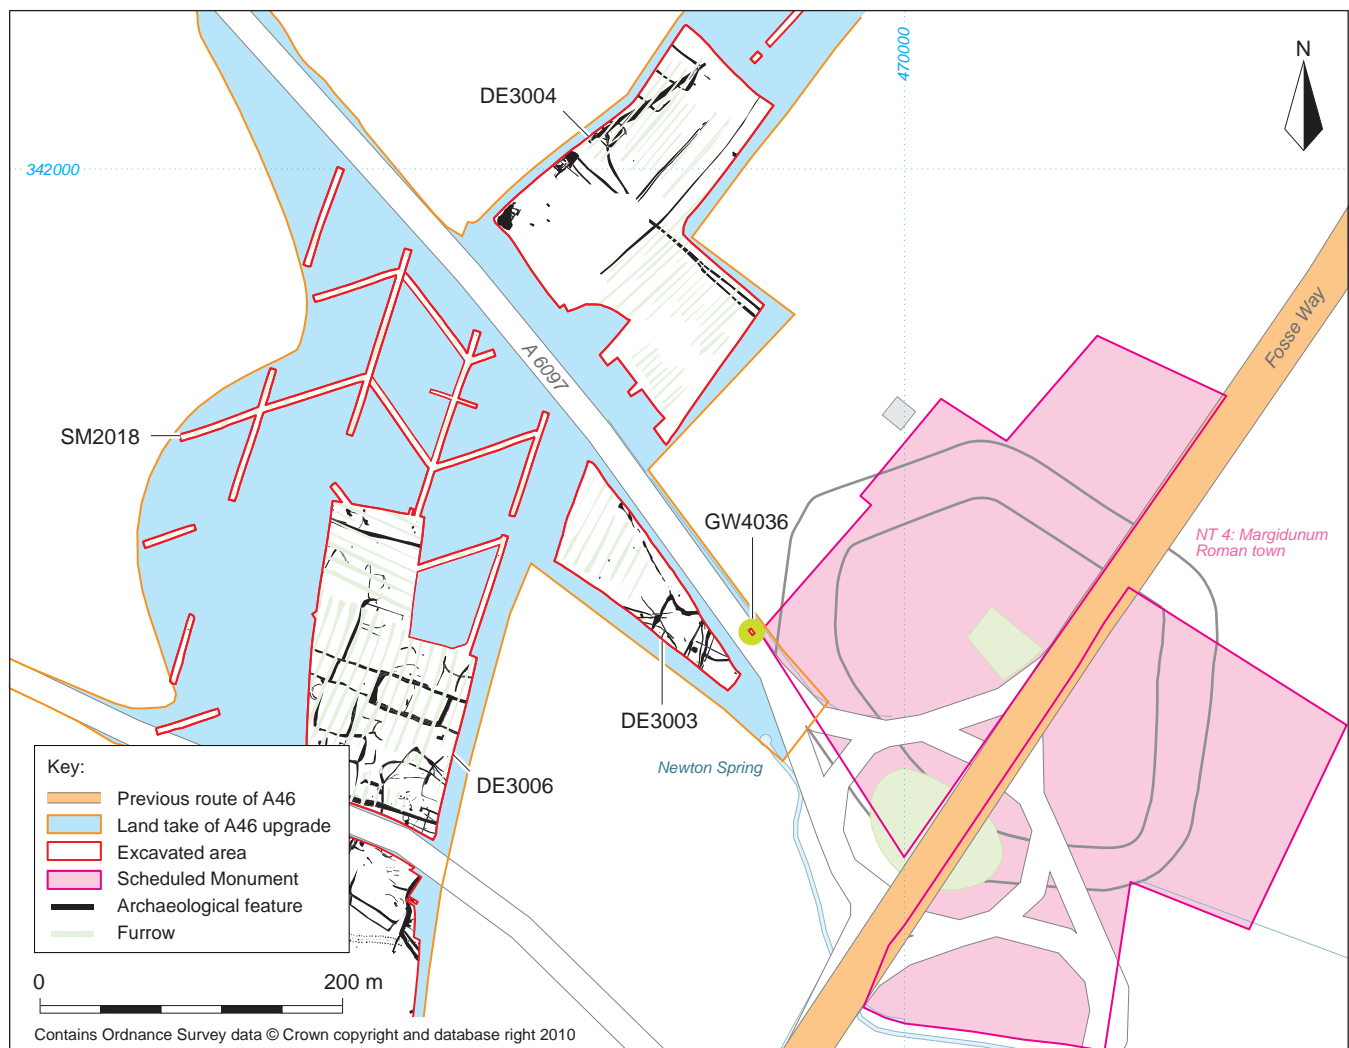 DE3004
470000
N
342000
Fosse Way
A 6097
SM2018
GW4036
NT 4: Margidunum
Roman town
DE3003
Newton Spring
DE3006
Key:
Previous route of A46
Land take of A46 upgrade
Excavated area
Scheduled Monument
Archaeological feature
Furrow
0
200 m
Contains Ordnance Survey data © Crown copyright and database right 2010